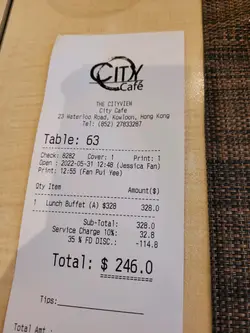 CITY
Café
THE CITYVIEW
City Cafe
23 Waterloo Road, Kowloon, Hong Kong
Tel: (852) 27833267
Table: 63
Check: 8282 Cover: 1 Print: 1
Open : 2022-05-31 12:48 (Jessica Fan)
Print: 12:55 (Fan Pui Yee)
Qty Item Amount($)
1 Lunch Buffet (A) $328 328.0
Sub-Total: 328.0
Service Charge 10%: 32.8
35 % FD DISC.: -114.8
Total: $ 246.0
Tips:
Total Amt